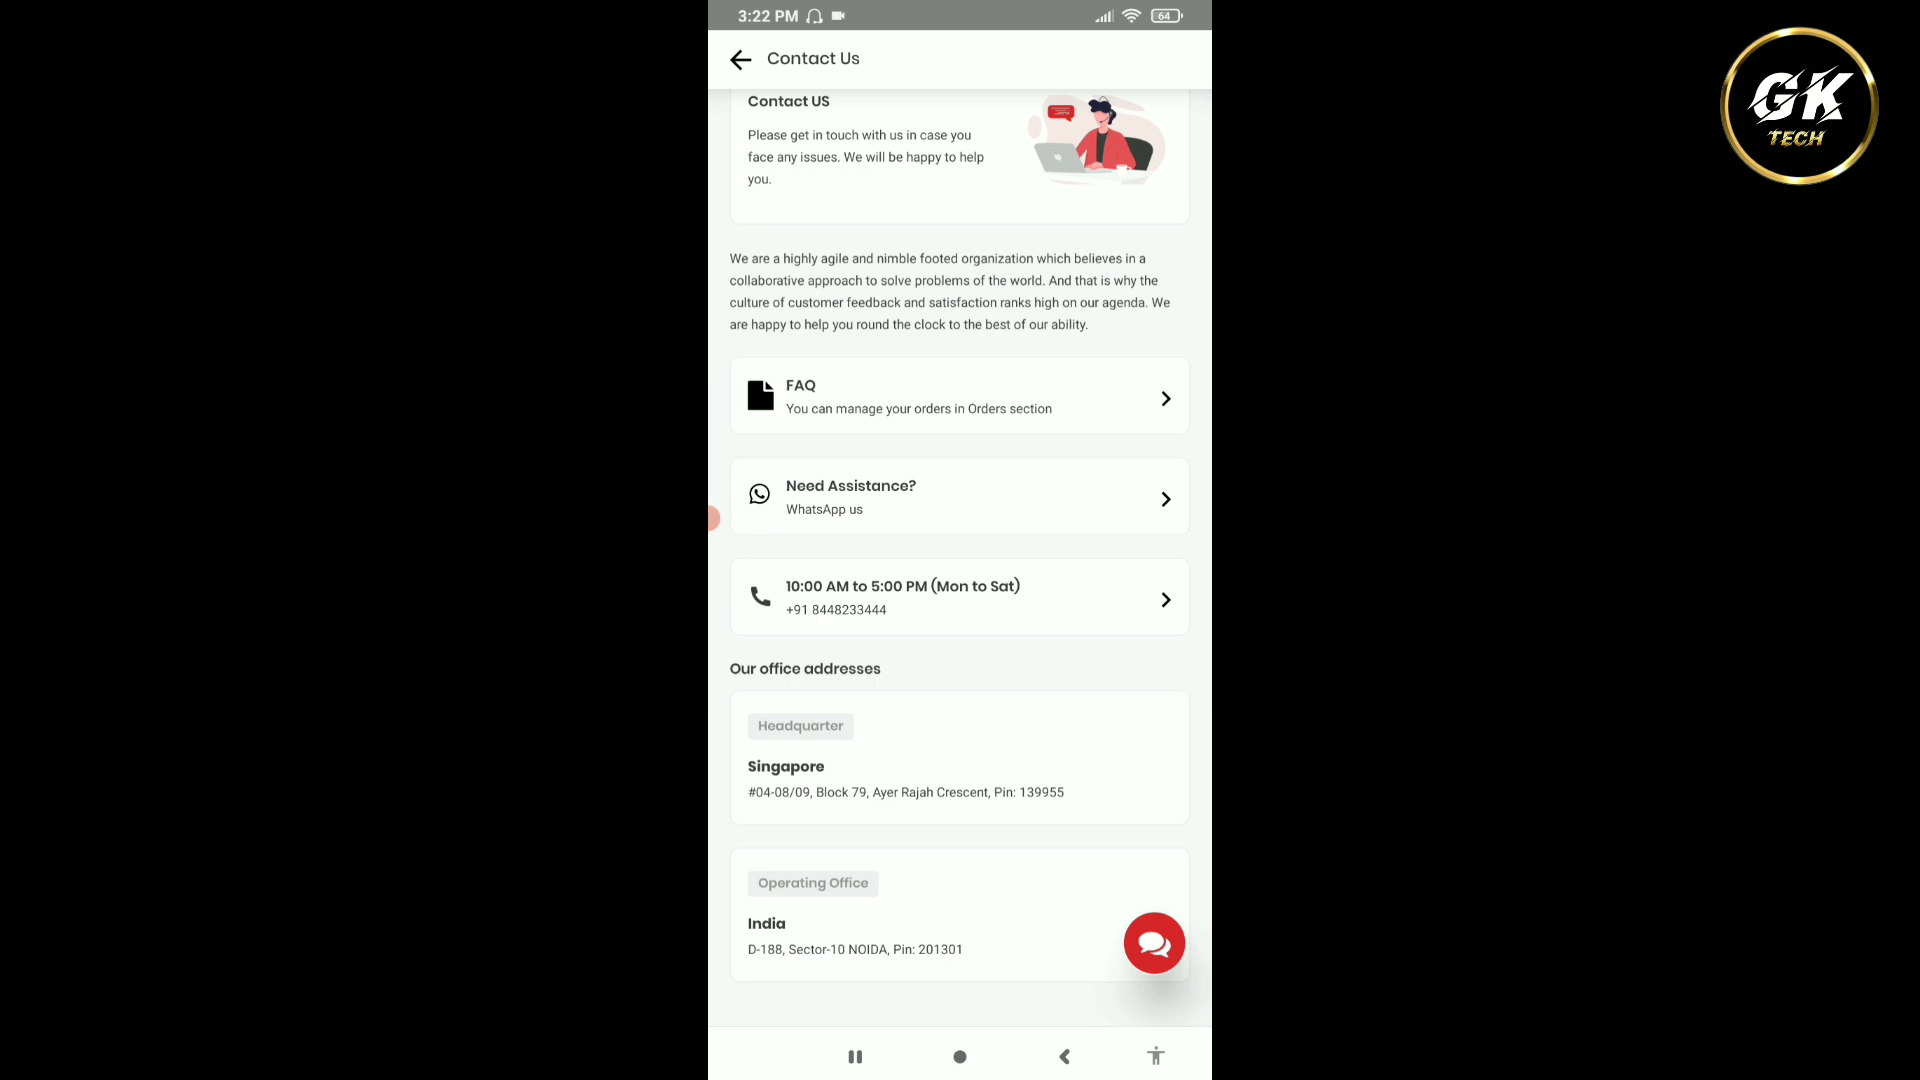 3:22 PM
64
Contact Us
GK
TECH
Contact US
Please get in touch with us in case you
face any issues. We will be happy to help
you.
We are a highly agile and nimble footed organization which believes in a
collaborative approach to solve problems of the world. And that is why the
culture of customer feedback and satisfaction ranks high on our agenda. We
are happy to help you round the clock to the best of our ability.
FAQ
You can manage your orders in Orders section
Need Assistance?
WhatsApp us
10:00 AM to 5:00 PM (Mon to Sat)
+91 8448233444
Our office addresses
Headquarter
Singapore
#04-08/09, Block 79, Ayer Rajah Crescent, Pin: 139955
Operating Office
India
D-188, Sector-10 NOIDA, Pin: 201301